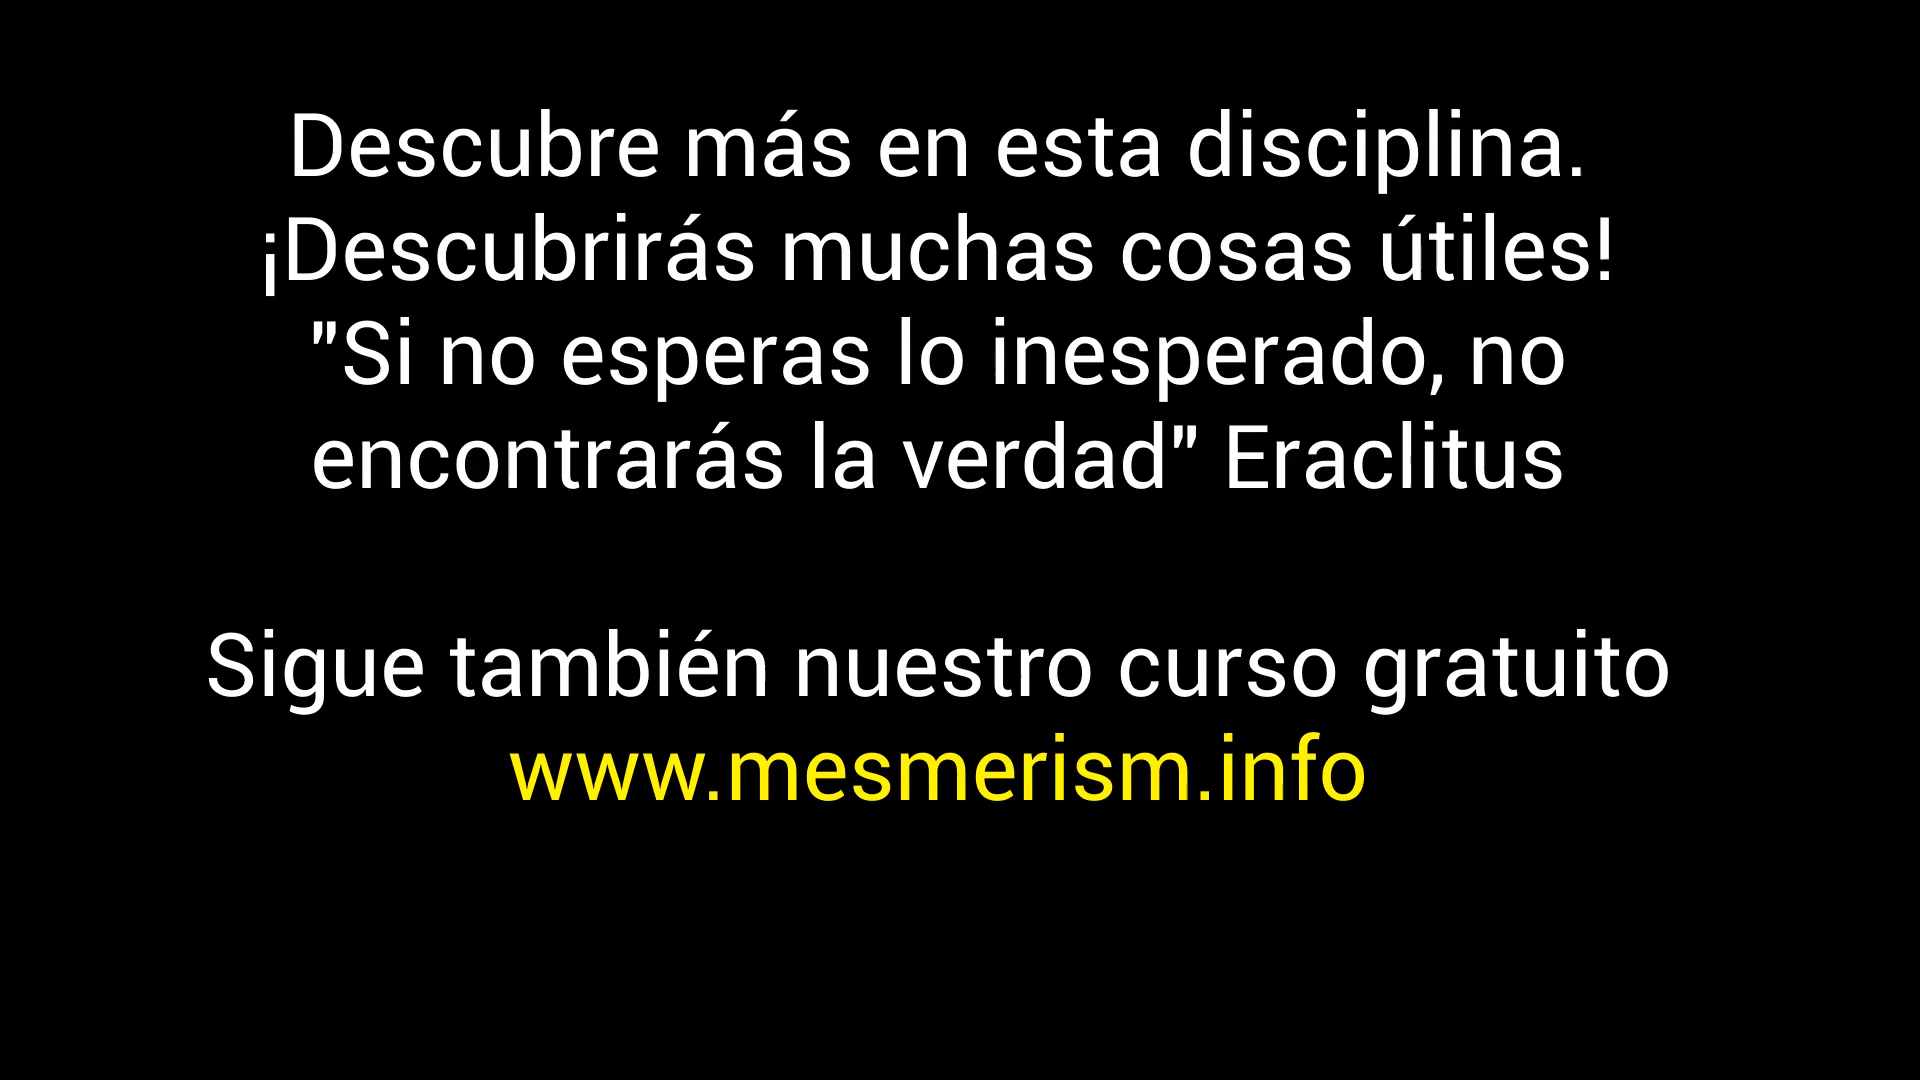 Descubre más en esta disciplina.
¡Descubrirás muchas cosas útiles!
"Si no esperas lo inesperado, no
encontrarás la verdad" Eraclitus
Sigue también nuestro curso gratuito
www.mesmerism.info